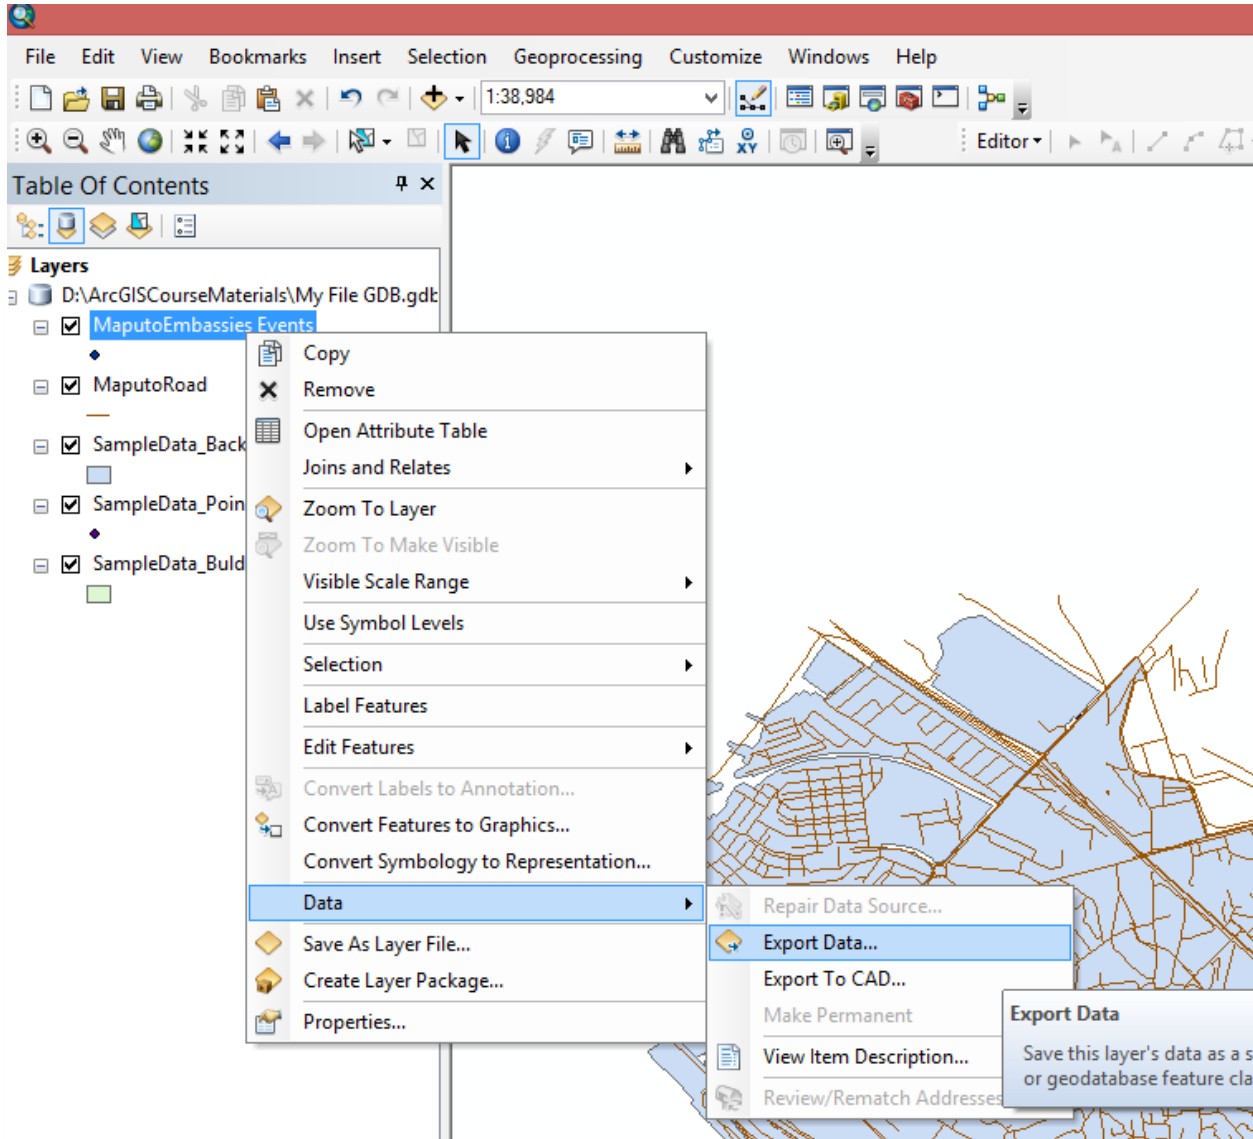 File Edit View Bookmarks Insert Selection Geoprocessing Customize Windows Help
1:38,984
Editor
Table Of Contents
Layers
D:\ArcGISCourseMaterials\My File GDB.gdb
MaputoEmbassies Events
MaputoRoad
SampleData_Back
SampleData_Poin
SampleData_Buld
Copy
Remove
Open Attribute Table
Joins and Relates
Zoom To Layer
Zoom To Make Visible
Visible Scale Range
Use Symbol Levels
Selection
Label Features
Edit Features
Convert Labels to Annotation...
Convert Features to Graphics...
Convert Symbology to Representation...
Data
Save As Layer File...
Create Layer Package...
Properties...
Repair Data Source...
Export Data...
Export To CAD...
Make Permanent
View Item Description...
Review/Rematch Addresses
Export Data
Save this layer's data as a s
or geodatabase feature cla